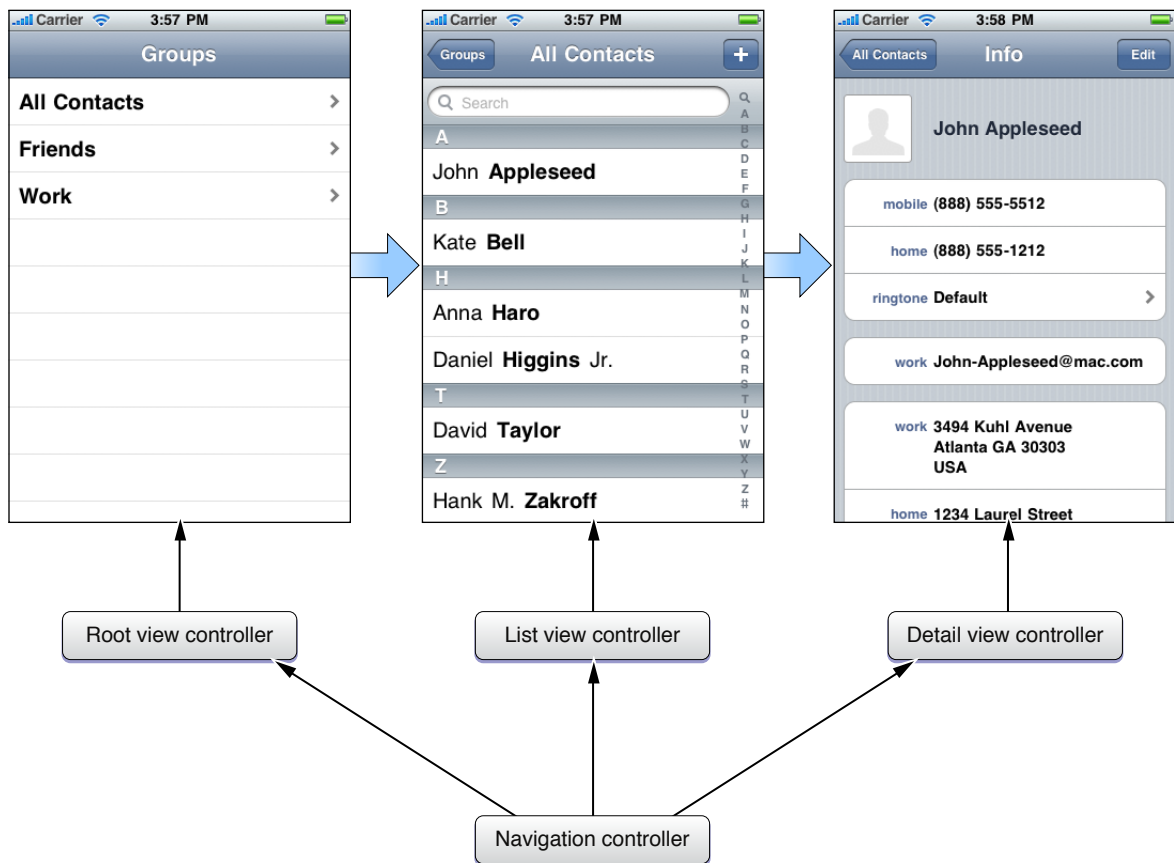 Carrier 3:57 PM
Groups
All Contacts
Friends
Work
Carrier 3:57 PM
Groups All Contacts +
Search
A
John Appleseed
B
Kate Bell
H
Anna Haro
Daniel Higgins Jr.
T
David Taylor
Z
Hank M. Zakroff
A
B
C
D
E
F
G
H
I
J
K
L
M
N
O
P
Q
R
S
T
U
V
W
X
Y
Z
#
Carrier 3:58 PM
All Contacts Info Edit
John Appleseed
mobile (888) 555-5512
home (888) 555-1212
ringtone Default
work John-Appleseed@mac.com
work 3494 Kuhl Avenue
Atlanta GA 30303
USA
home 1234 Laurel Street
Root view controller
List view controller
Detail view controller
Navigation controller